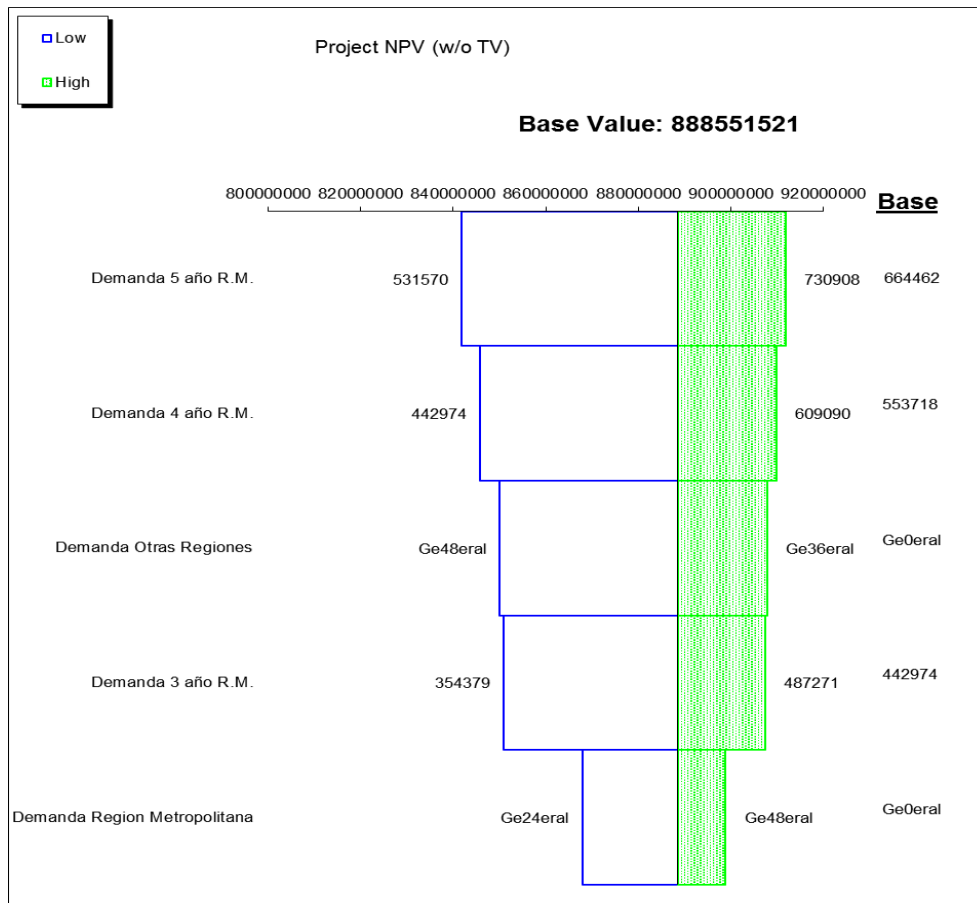 Low
High
Project NPV (w/o TV)
Base Value: 888551521
800000000 820000000 840000000 860000000 880000000 900000000 920000000
Base
Demanda 5 año R.M. 531570 730908 664462
Demanda 4 año R.M. 442974 609090 553718
Demanda Otras Regiones Ge48eral Ge36eral Ge0eral
Demanda 3 año R.M. 354379 487271 442974
Demanda Region Metropolitana Ge24eral Ge48eral Ge0eral